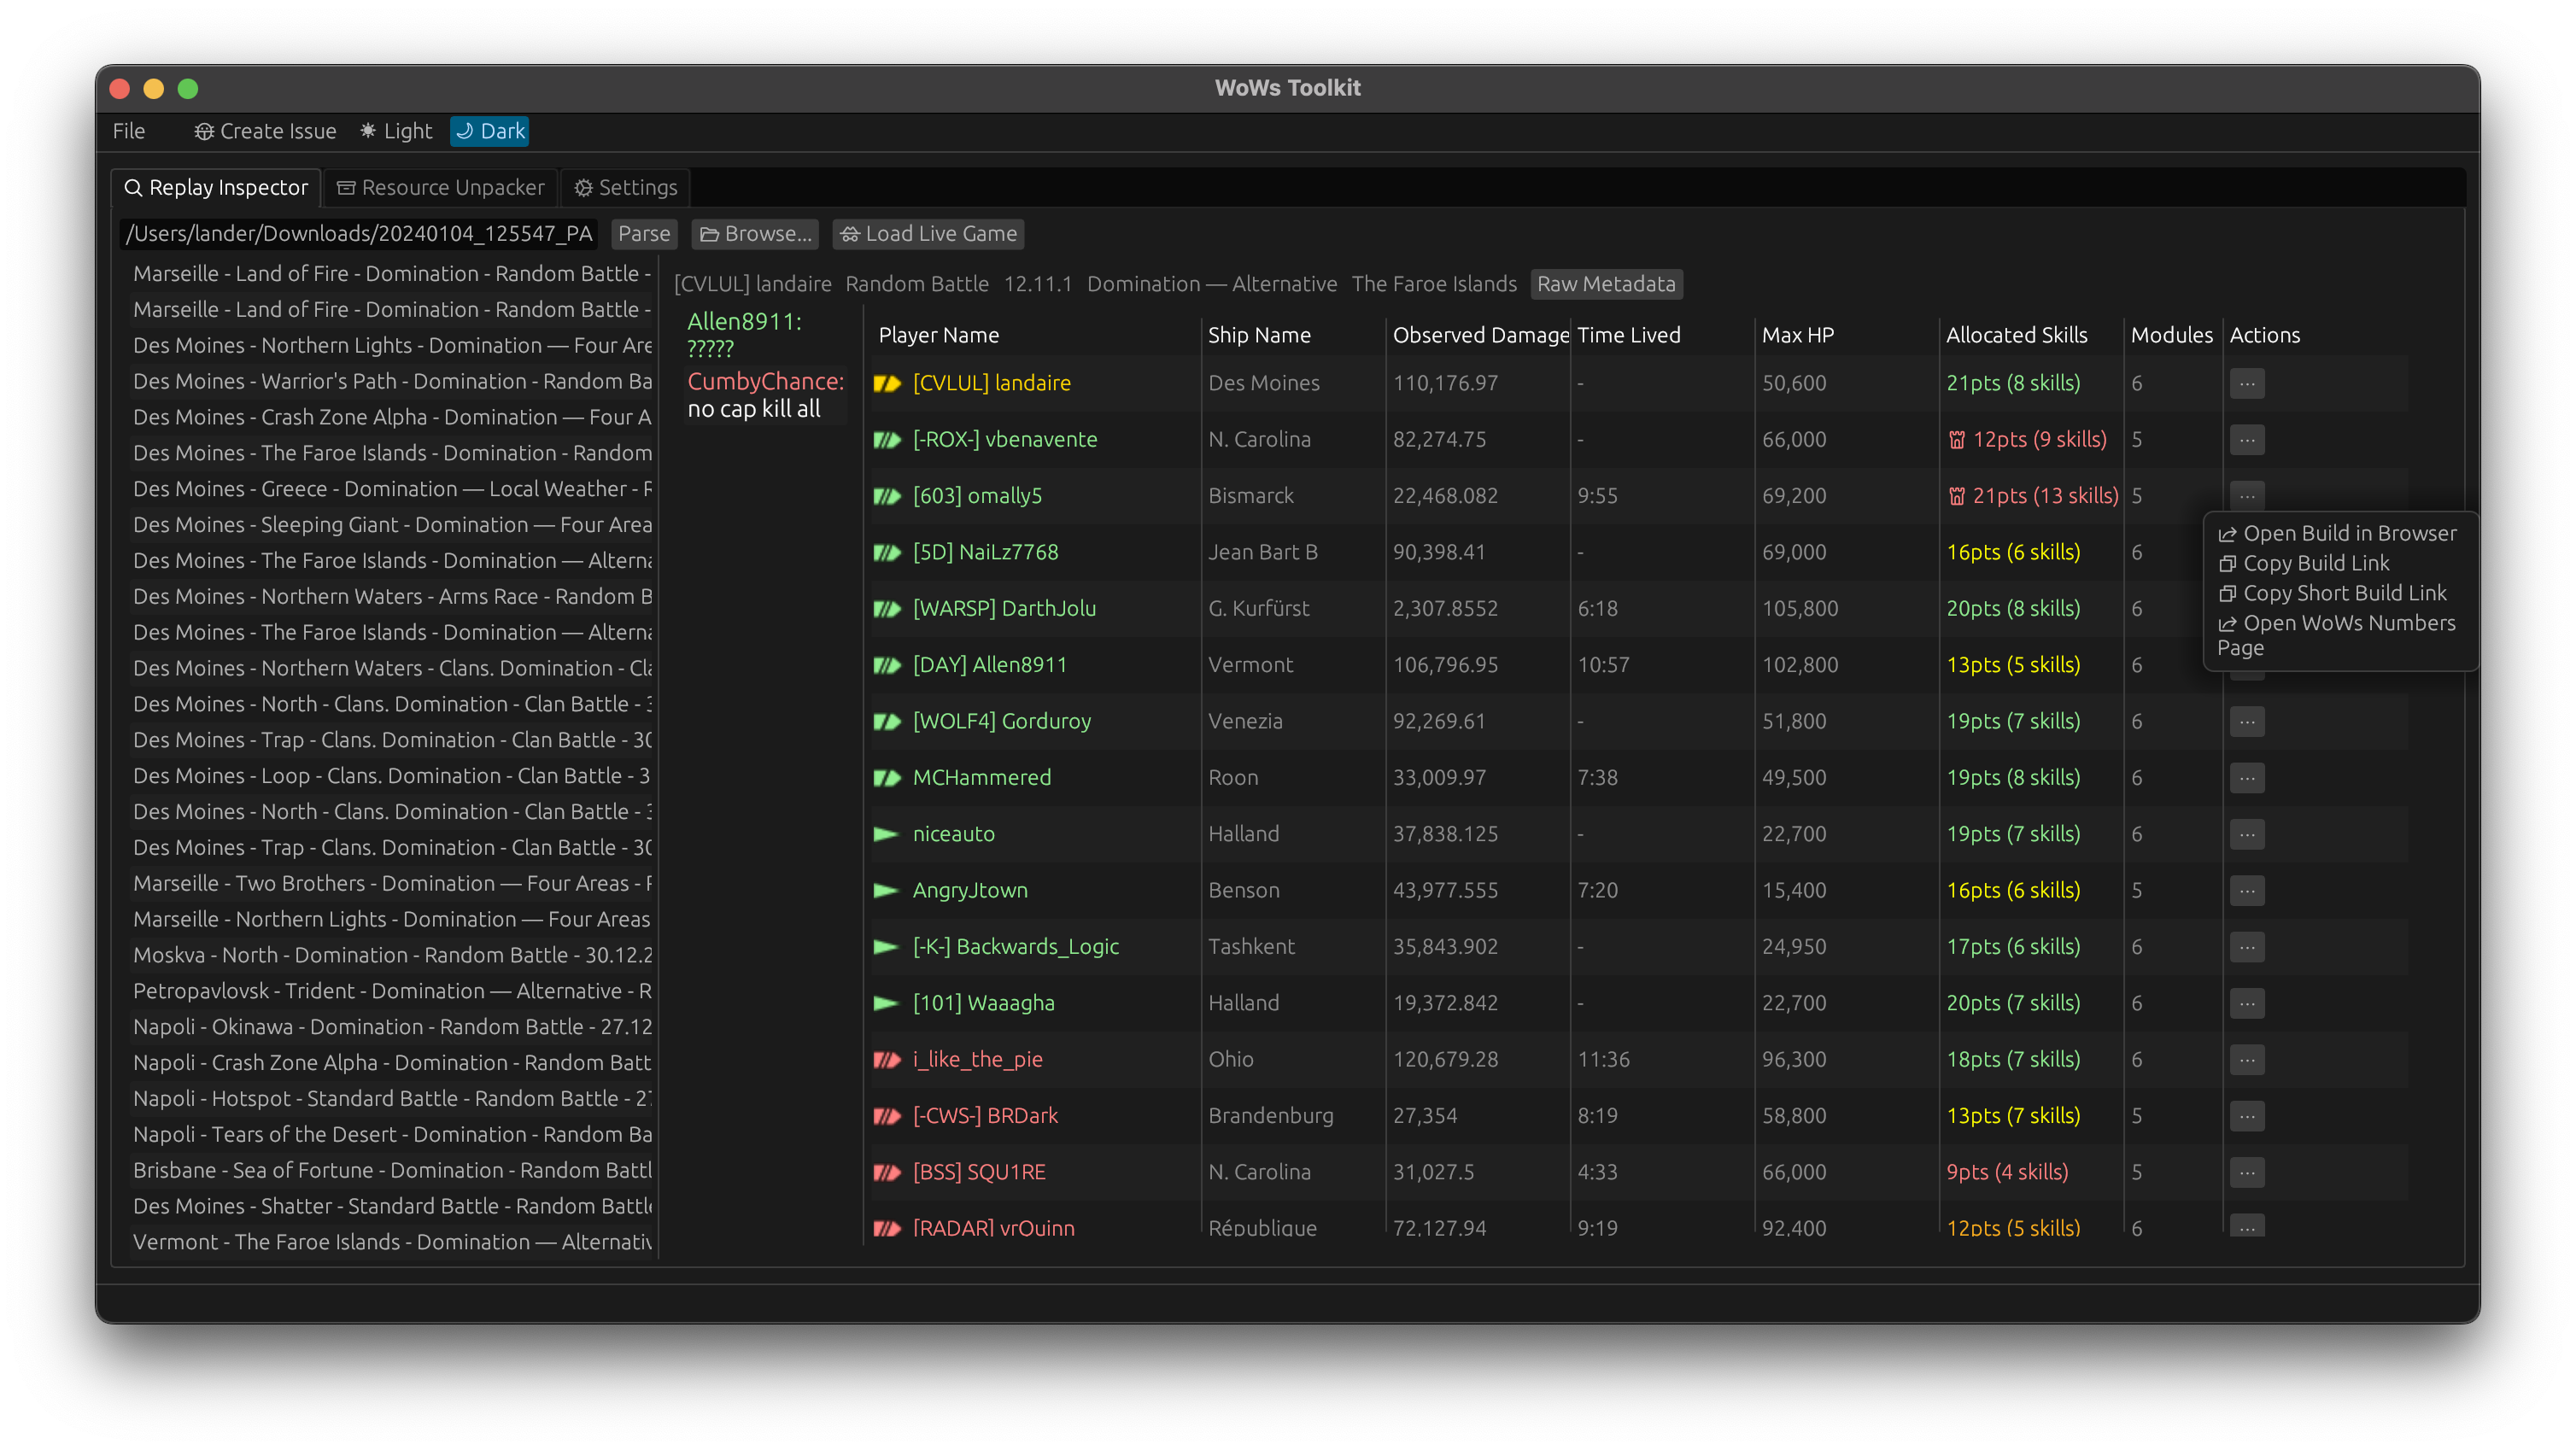 WoWs Toolkit
File Create Issue Light Dark
Replay Inspector Resource Unpacker Settings
/Users/lander/Downloads/20240104_125547_PA Parse Browse... Load Live Game
Marseille - Land of Fire - Domination - Random Battle -
Marseille - Land of Fire - Domination - Random Battle -
Des Moines - Northern Lights - Domination — Four Are
Des Moines - Warrior's Path - Domination - Random Ba
Des Moines - Crash Zone Alpha - Domination — Four A
Des Moines - The Faroe Islands - Domination - Random
Des Moines - Greece - Domination — Local Weather - R
Des Moines - Sleeping Giant - Domination — Four Area
Des Moines - The Faroe Islands - Domination — Alterna
Des Moines - Northern Waters - Arms Race - Random B
Des Moines - The Faroe Islands - Domination — Alterna
Des Moines - Northern Waters - Clans. Domination - Cla
Des Moines - North - Clans. Domination - Clan Battle - 3
Des Moines - Trap - Clans. Domination - Clan Battle - 30
Des Moines - Loop - Clans. Domination - Clan Battle - 3
Des Moines - North - Clans. Domination - Clan Battle - 3
Des Moines - Trap - Clans. Domination - Clan Battle - 30
Marseille - Two Brothers - Domination — Four Areas - R
Marseille - Northern Lights - Domination — Four Areas
Moskva - North - Domination - Random Battle - 30.12.2
Petropavlovsk - Trident - Domination — Alternative - R
Napoli - Okinawa - Domination - Random Battle - 27.12
Napoli - Crash Zone Alpha - Domination - Random Batt
Napoli - Hotspot - Standard Battle - Random Battle - 27
Napoli - Tears of the Desert - Domination - Random Ba
Brisbane - Sea of Fortune - Domination - Random Battl
Des Moines - Shatter - Standard Battle - Random Battle
Vermont - The Faroe Islands - Domination — Alternativ
[CVLUL] landaire Random Battle 12.11.1 Domination — Alternative The Faroe Islands Raw Metadata
Allen8911:
?????
CumbyChance:
no cap kill all
Player Name Ship Name Observed Damage Time Lived Max HP Allocated Skills Modules Actions
[CVLUL] landaire Des Moines 110,176.97 - 50,600 21pts (8 skills) 6 ...
[-ROX-] vbenavente N. Carolina 82,274.75 - 66,000 12pts (9 skills) 5 ...
[603] omally5 Bismarck 22,468.082 9:55 69,200 21pts (13 skills) 5 ...
[5D] NaiLz7768 Jean Bart B 90,398.41 - 69,000 16pts (6 skills) 6
[WARSP] DarthJolu G. Kurfürst 2,307.8552 6:18 105,800 20pts (8 skills) 6
[DAY] Allen8911 Vermont 106,796.95 10:57 102,800 13pts (5 skills) 6
[WOLF4] Gorduroy Venezia 92,269.61 - 51,800 19pts (7 skills) 6 ...
MCHammered Roon 33,009.97 7:38 49,500 19pts (8 skills) 6 ...
niceauto Halland 37,838.125 - 22,700 19pts (7 skills) 6 ...
AngryJtown Benson 43,977.555 7:20 15,400 16pts (6 skills) 5 ...
[-K-] Backwards_Logic Tashkent 35,843.902 - 24,950 17pts (6 skills) 6 ...
[101] Waaagha Halland 19,372.842 - 22,700 20pts (7 skills) 6 ...
i_like_the_pie Ohio 120,679.28 11:36 96,300 18pts (7 skills) 6 ...
[-CWS-] BRDark Brandenburg 27,354 8:19 58,800 13pts (7 skills) 5 ...
[BSS] SQU1RE N. Carolina 31,027.5 4:33 66,000 9pts (4 skills) 5 ...
[RADAR] vrQuinn République 72,127.94 9:19 92,400 12pts (5 skills) 6 ...
Open Build in Browser
Copy Build Link
Copy Short Build Link
Open WoWs Numbers
Page